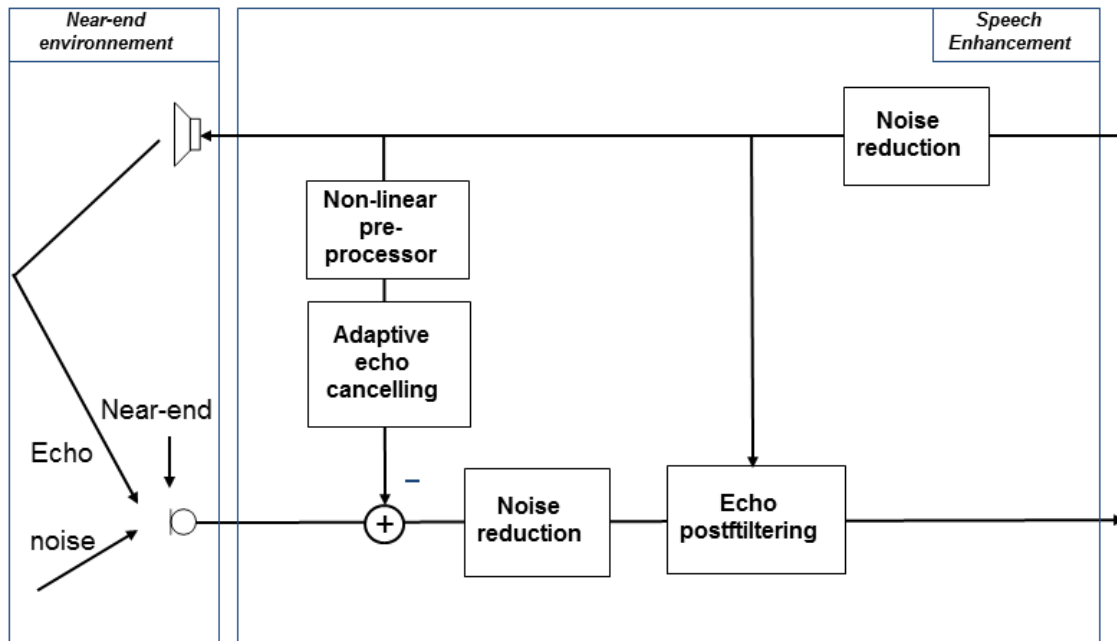 Near-end
environnement
Speech
Enhancement
Noise
reduction
Non-linear
pre-
processor
Adaptive
echo
cancelling
Near-end
Echo
noise
–
+
Noise
reduction
Echo
postftiltering